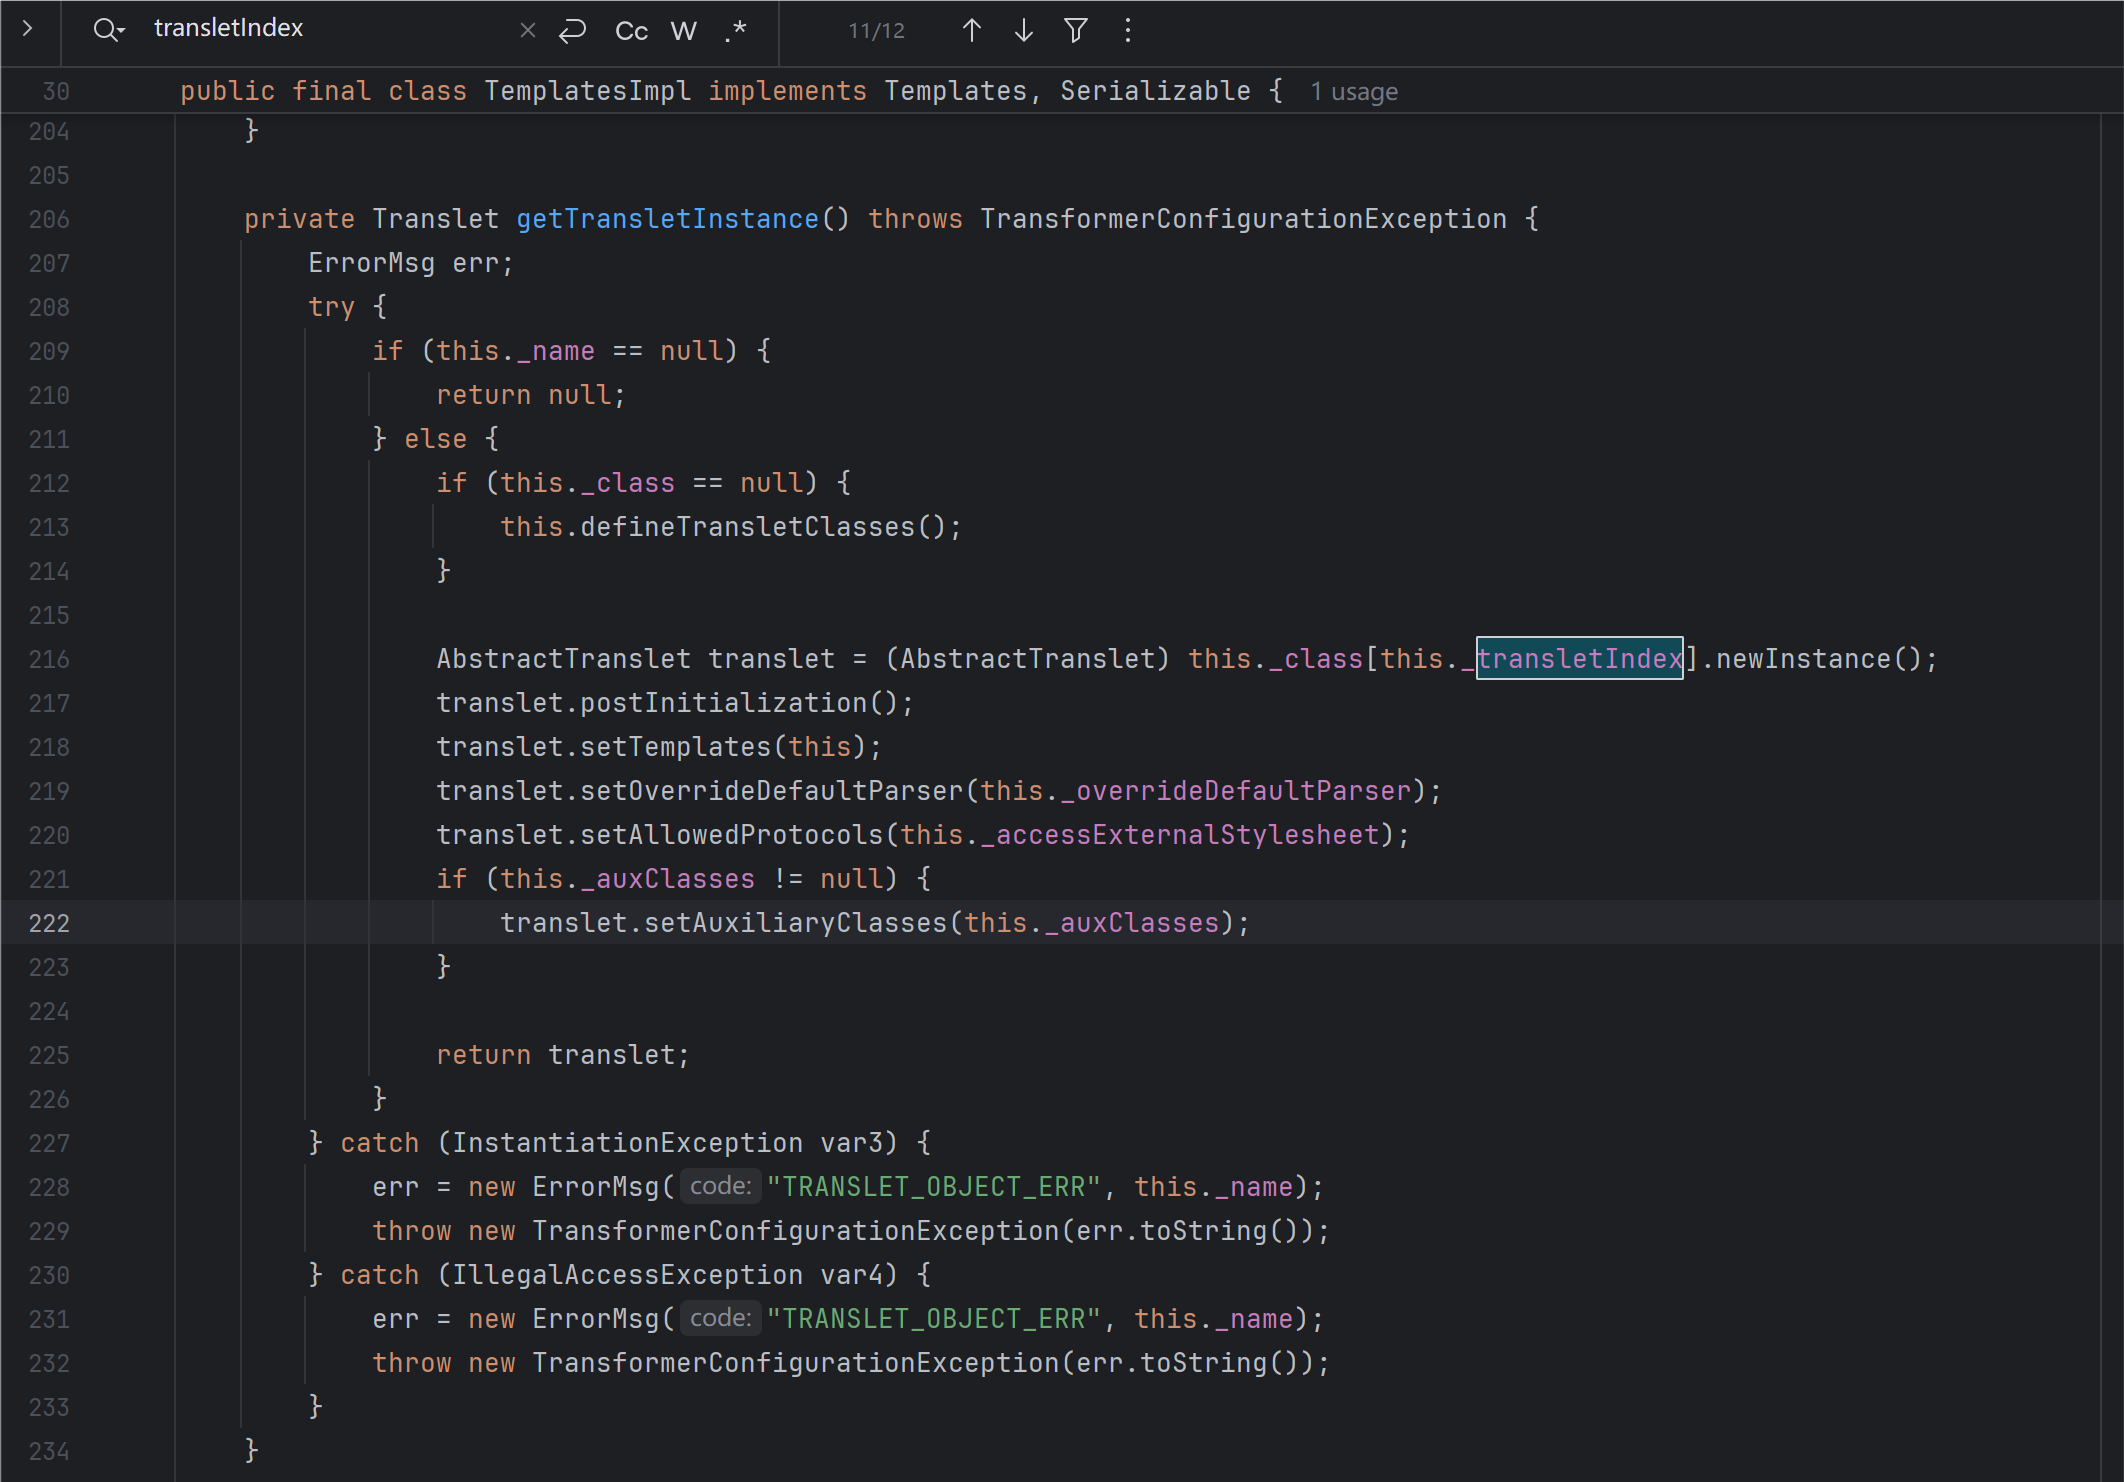 transletIndex Cc W .* 11/12
30 public final class TemplatesImpl implements Templates, Serializable { 1 usage
204 }
205
206 private Translet getTransletInstance() throws TransformerConfigurationException {
207 ErrorMsg err;
208 try {
209 if (this._name == null) {
210 return null;
211 } else {
212 if (this._class == null) {
213 this.defineTransletClasses();
214 }
215
216 AbstractTranslet translet = (AbstractTranslet) this._class[this._transletIndex].newInstance();
217 translet.postInitialization();
218 translet.setTemplates(this);
219 translet.setOverrideDefaultParser(this._overrideDefaultParser);
220 translet.setAllowedProtocols(this._accessExternalStylesheet);
221 if (this._auxClasses != null) {
222 translet.setAuxiliaryClasses(this._auxClasses);
223 }
224
225 return translet;
226 }
227 } catch (InstantiationException var3) {
228 err = new ErrorMsg( code: "TRANSLET_OBJECT_ERR", this._name);
229 throw new TransformerConfigurationException(err.toString());
230 } catch (IllegalAccessException var4) {
231 err = new ErrorMsg( code: "TRANSLET_OBJECT_ERR", this._name);
232 throw new TransformerConfigurationException(err.toString());
233 }
234 }